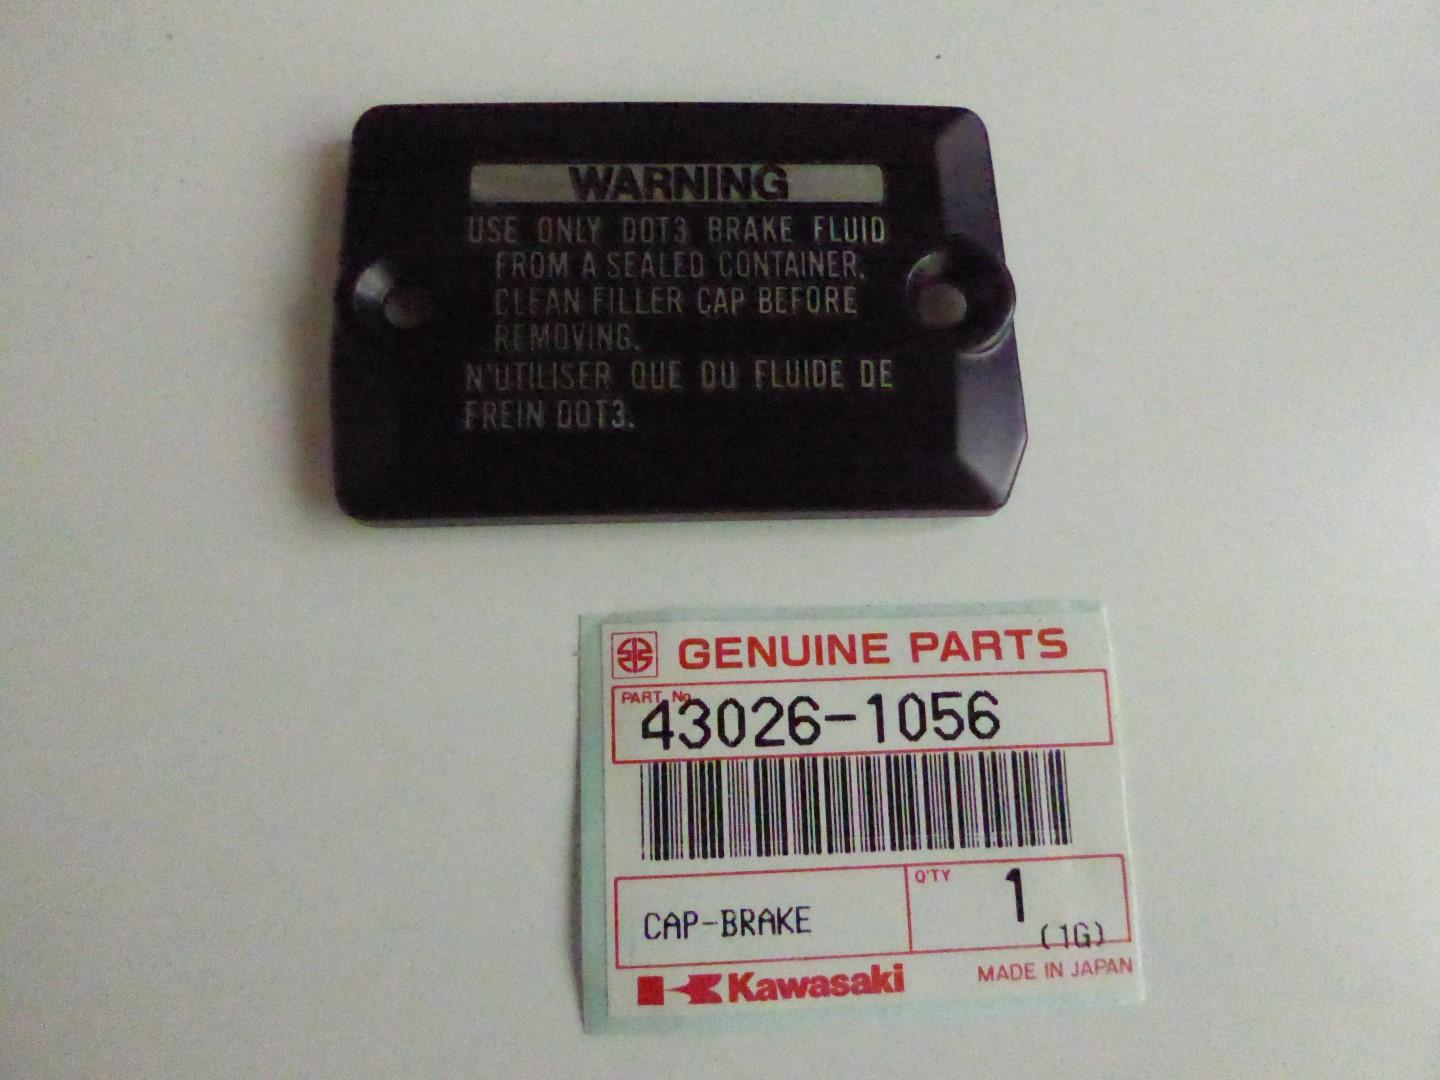 WARNING
USE ONLY DOT3 BRAKE FLUID
FROM A SEALED CONTAINER.
CLEAN FILLER CAP BEFORE
REMOVING.
N'UTILISER QUE DU FLUIDE DE
FREIN DOT3.
GENUINE PARTS
PART No.
43026-1056
CAP-BRAKE
Q'TY
1
(1G)
Kawasaki
MADE IN JAPAN